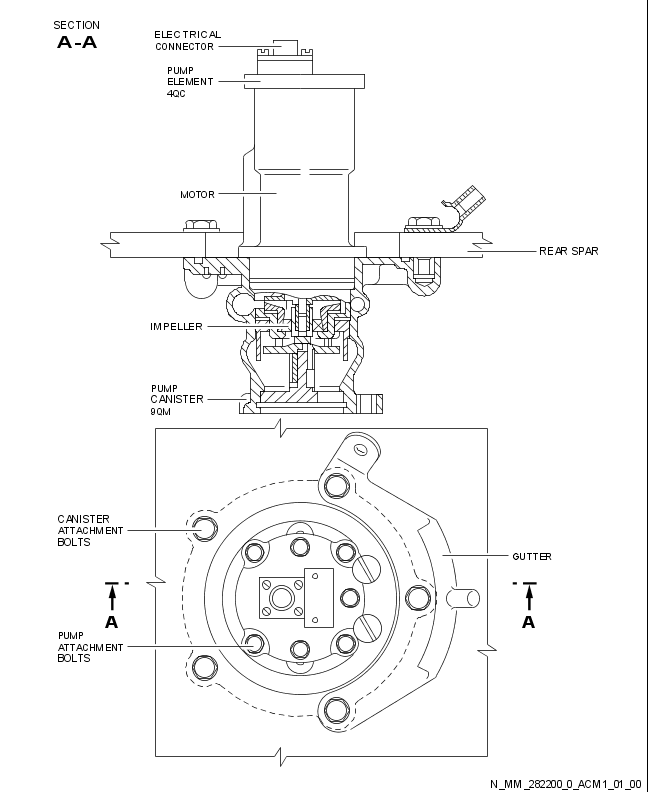 SECTION
A-A
ELECTRICAL
CONNECTOR
PUMP
ELEMENT
4QC
MOTOR
REAR SPAR
IMPELLER
PUMP
CANISTER
9QM
CANISTER
ATTACHMENT
BOLTS
GUTTER
A
A
PUMP
ATTACHMENT
BOLTS
N_MM_282200_0_ACM1_01_00